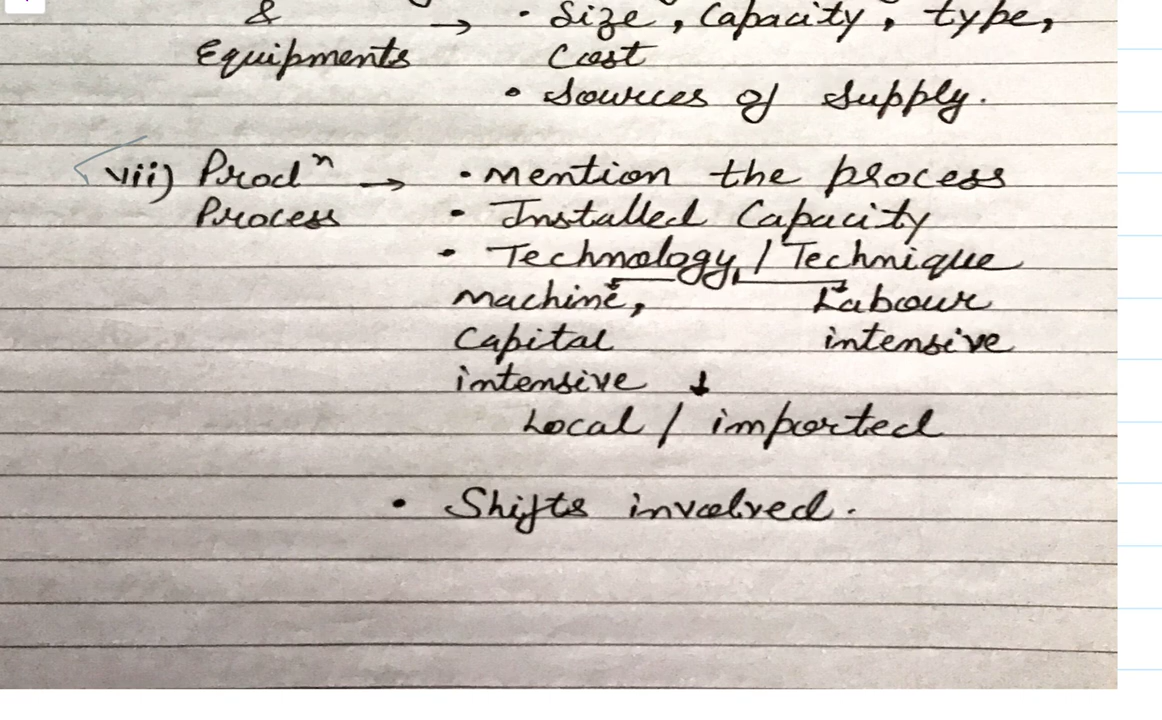 & → • Size, Capacity, type,
Equipments Cost
• Sources of Supply.
vii) Prodⁿ → • mention the process
Process • Installed Capacity
• Technology / Technique
machine, Labour
Capital intensive
intensive ↓
Local / imported
• Shifts involved.